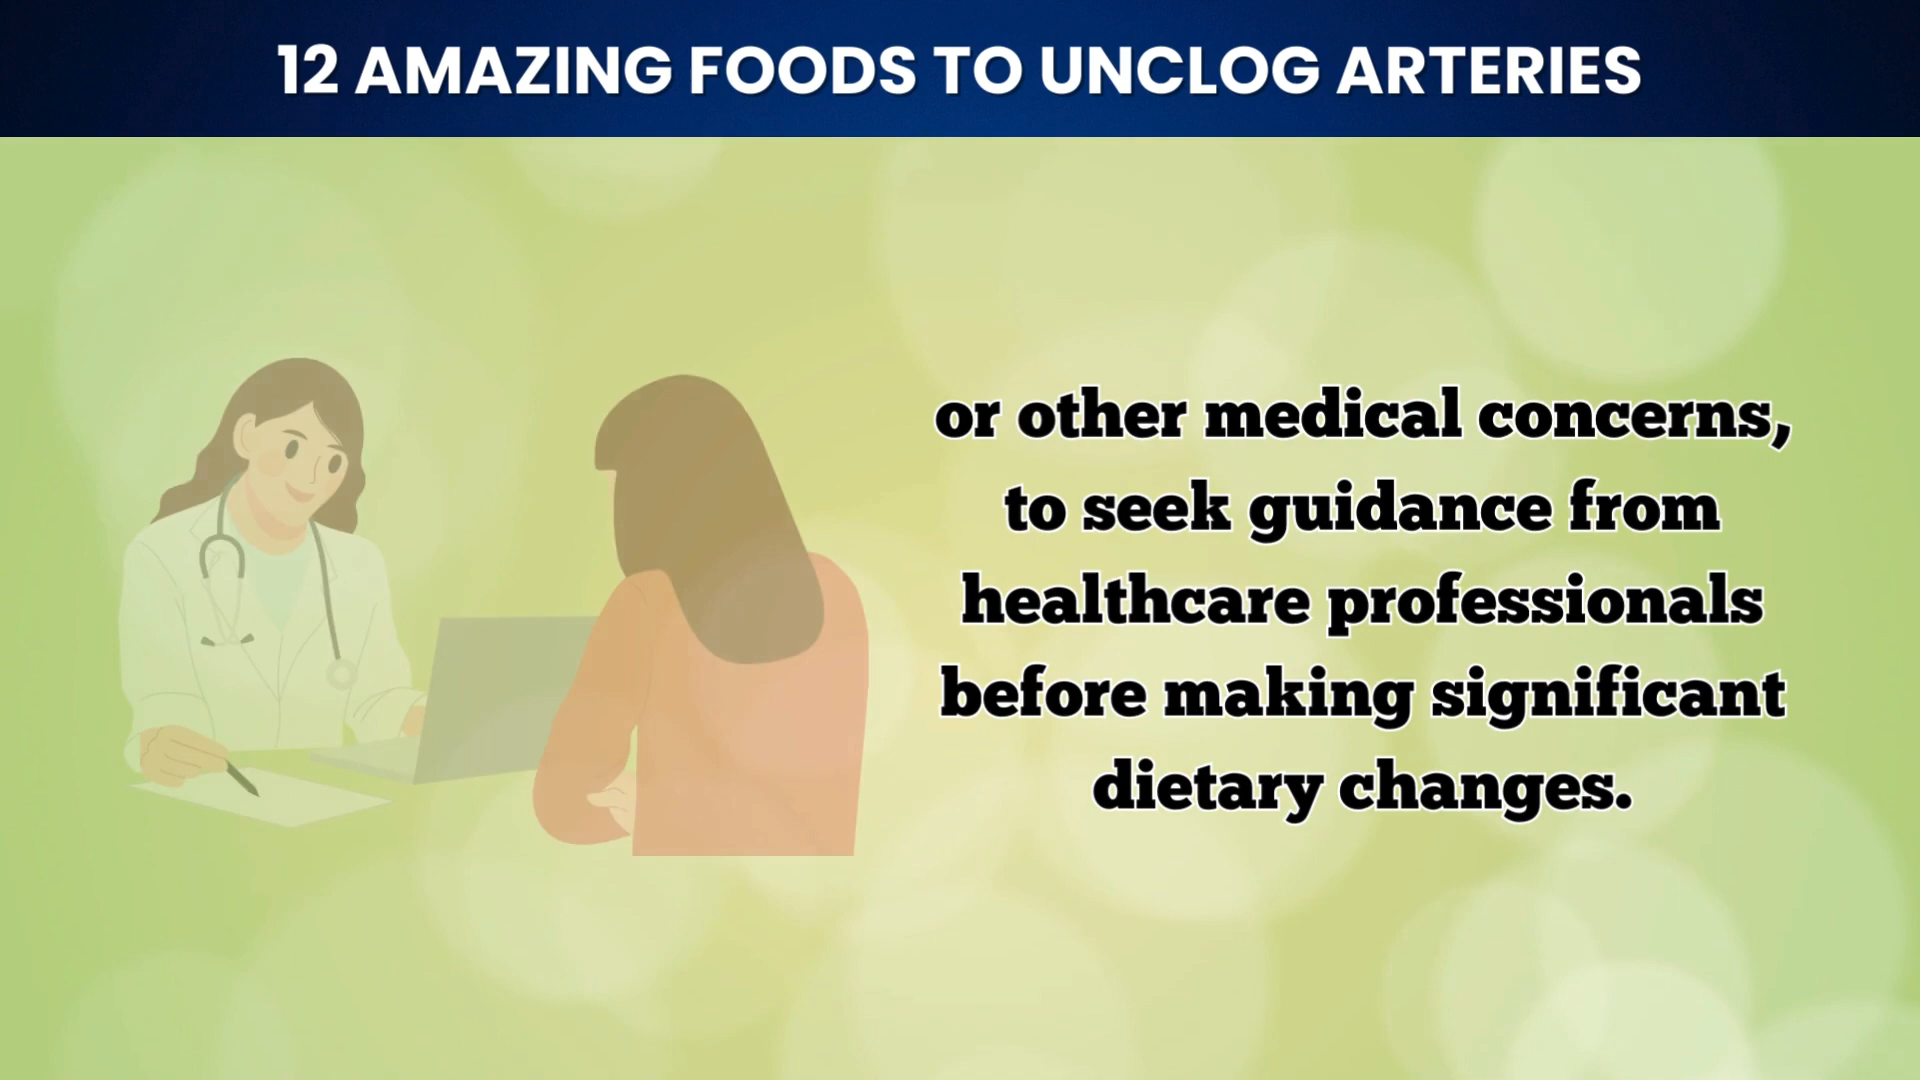 12 AMAZING FOODS TO UNCLOG ARTERIES
or other medical concerns,
to seek guidance from
healthcare professionals
before making significant
dietary changes.